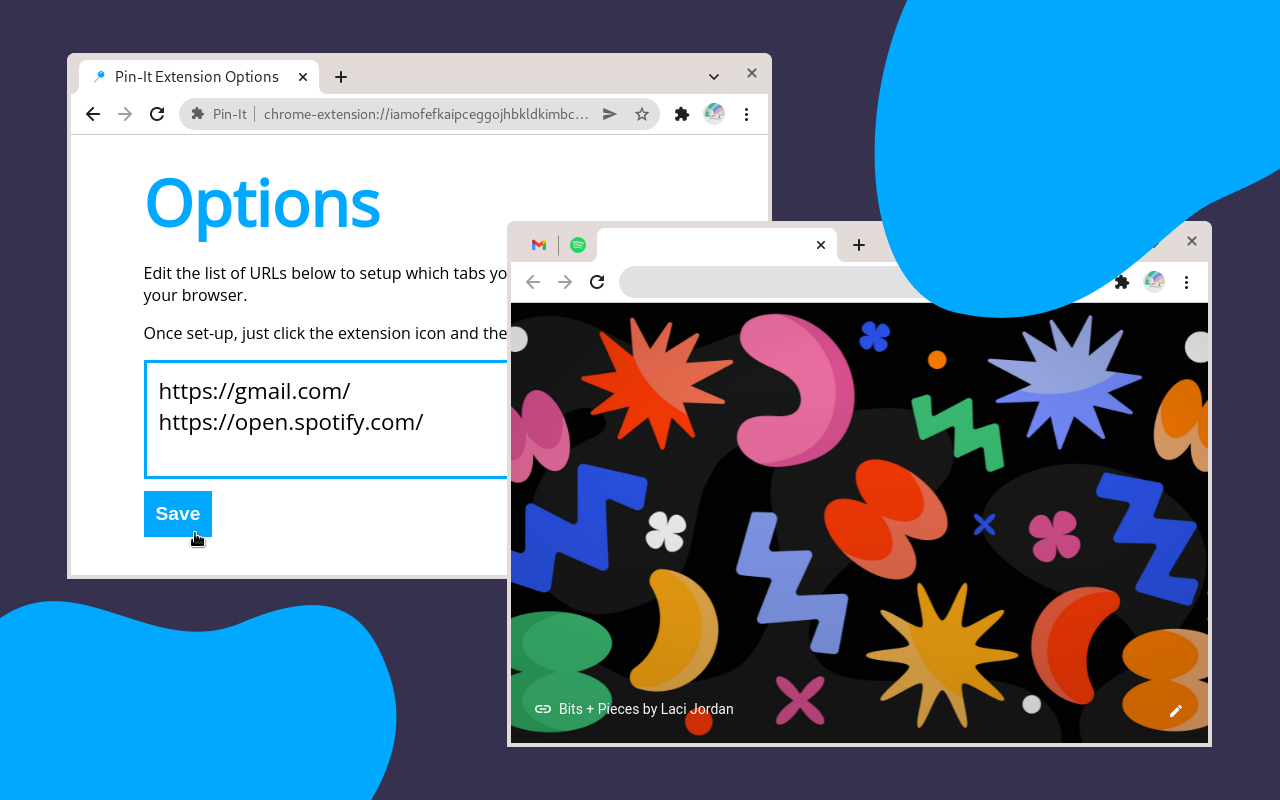 Pin-It Extension Options
Pin-It
chrome-extension://iamofefkaipceggojhbkldkimbc...
Options
Edit the list of URLs below to setup which tabs yo
your browser.
Once set-up, just click the extension icon and the
https://gmail.com/
https://open.spotify.com/
Save
Bits + Pieces by Laci Jordan